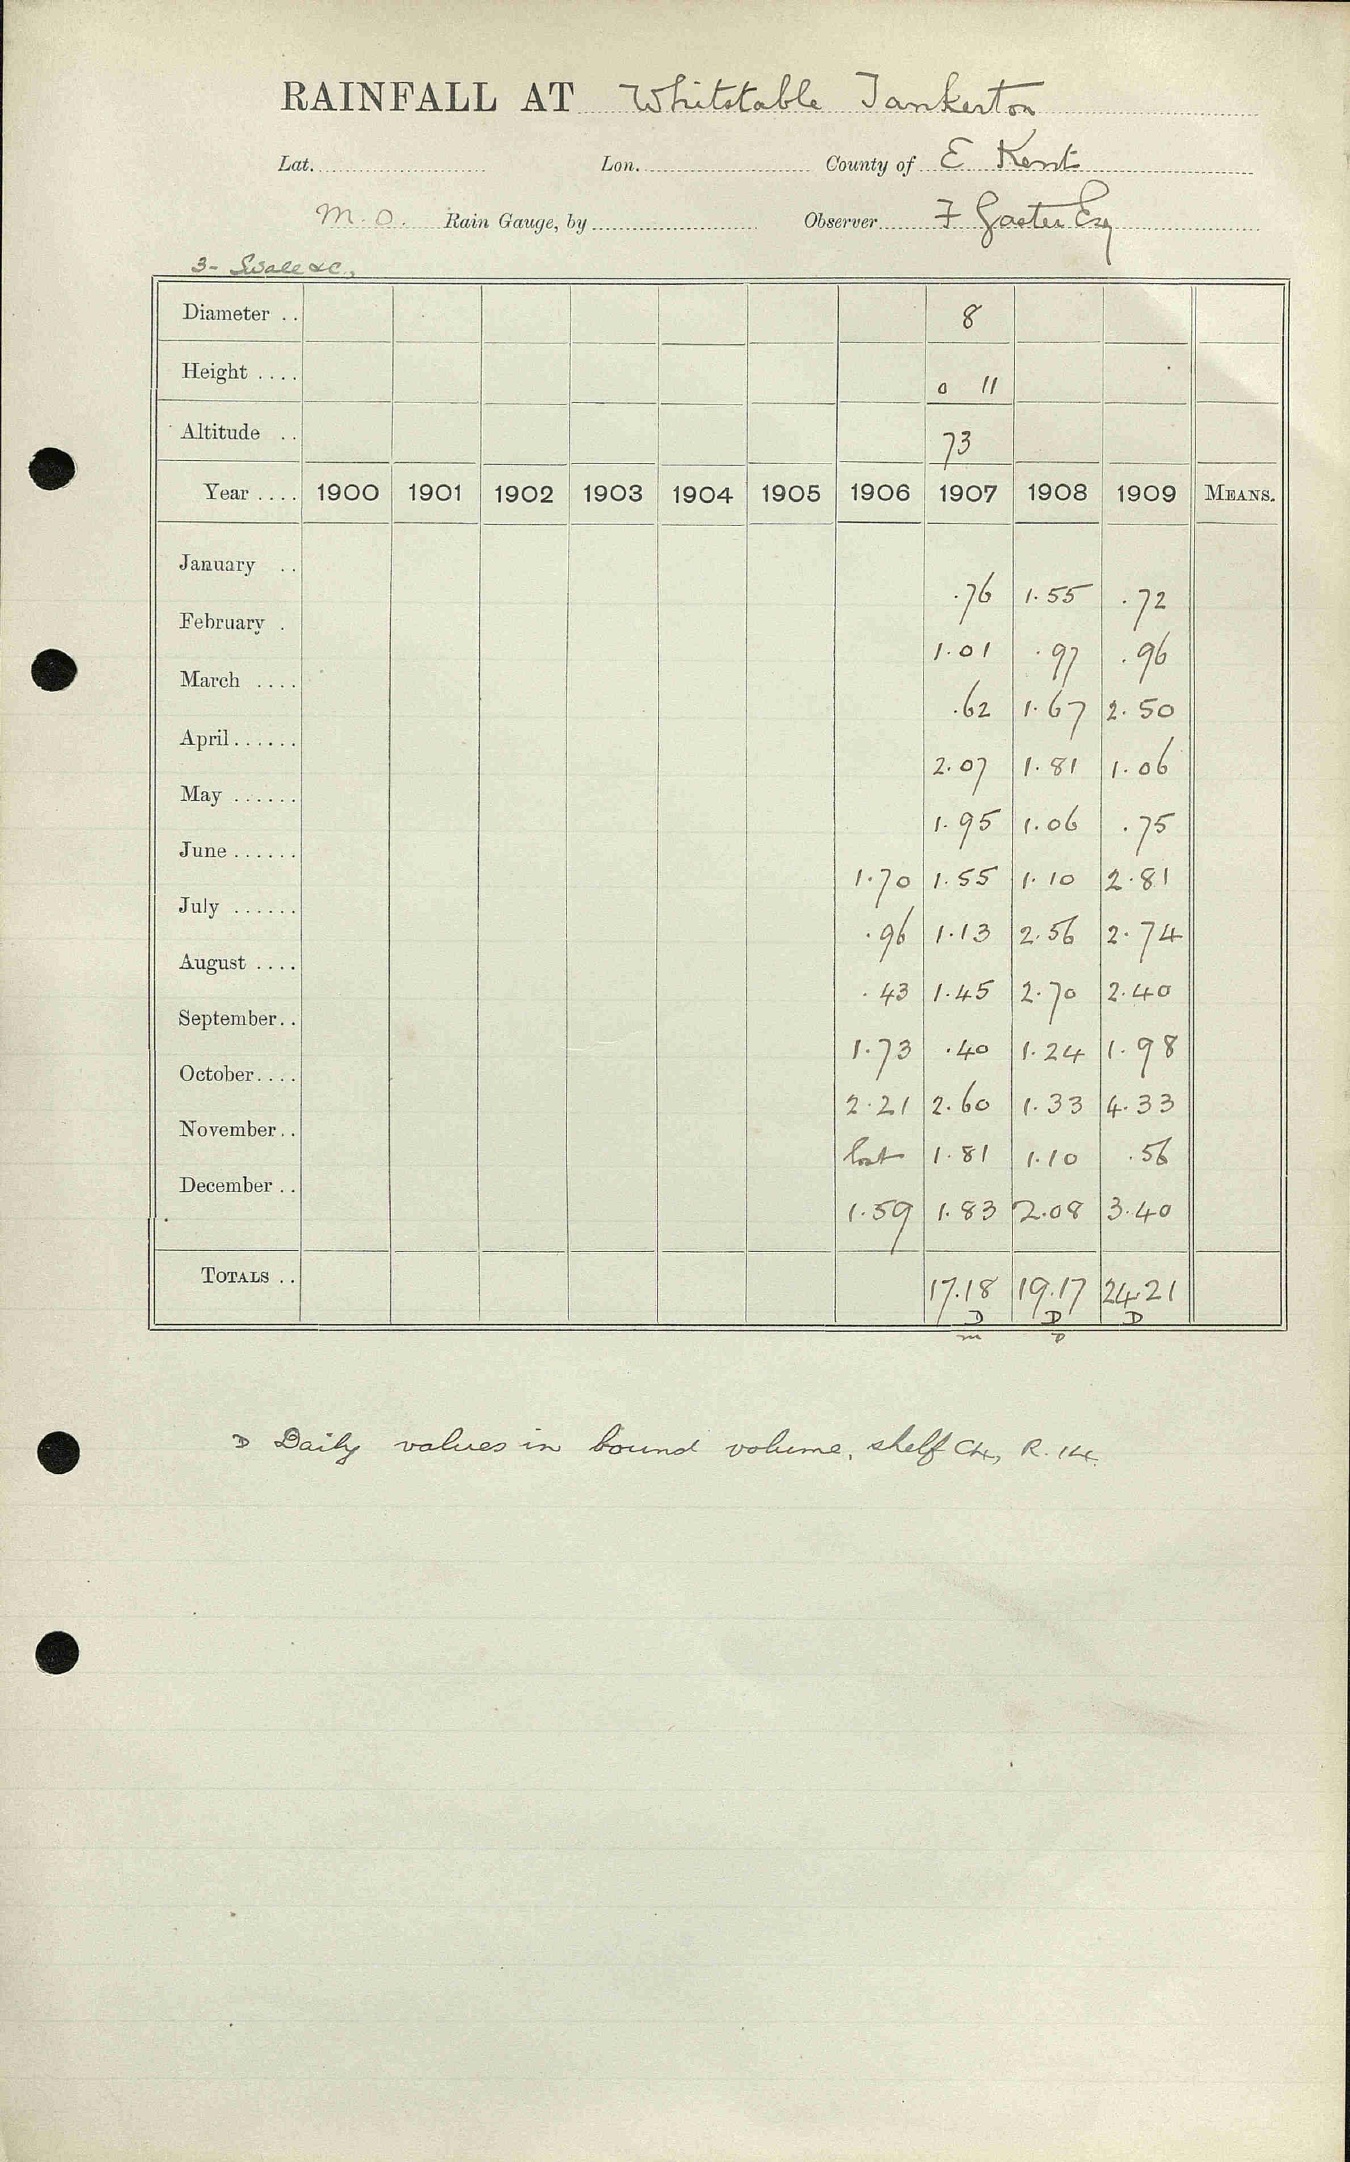 RAINFALL AT Whitstable Tankerton
Lat. Lon. County of E Kent
M.O. Rain Gauge, by Observer F Gaster Esq
3- Swale &c.,
Diameter .. 8
Height .... 0 11
Altitude .. 73
Year .... 1900 1901 1902 1903 1904 1905 1906 1907 1908 1909 MEANS.
January .. .76 1.55 .72
February . 1.01 .97 .96
March .... .62 1.67 2.50
April...... 2.07 1.81 1.06
May ...... 1.95 1.06 .75
June ...... 1.70 1.55 1.10 2.81
July ...... .96 1.13 2.56 2.74
August .... .43 1.45 2.70 2.40
September.. 1.73 .40 1.24 1.98
October.... 2.21 2.60 1.33 4.33
November.. lost 1.81 1.10 .56
December .. 1.59 1.83 2.08 3.40
TOTALS .. 17.18 19.17 24.21
D D D
m
D Daily values in bound volume, shelf C4, R. 14.